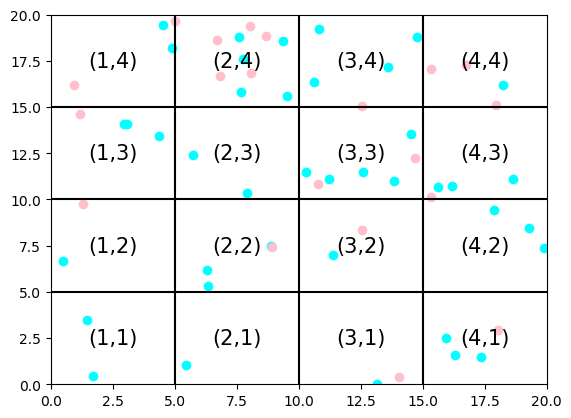 20.0
(1,4) (2,4) (3,4) (4,4)
17.5
15.0
(1,3) (2,3) (3,3) (4,3)
12.5
10.0
(1,2) (2,2) (3,2) (4,2)
7.5
5.0
(1,1) (2,1) (3,1) (4,1)
2.5
0.0
0.0 2.5 5.0 7.5 10.0 12.5 15.0 17.5 20.0